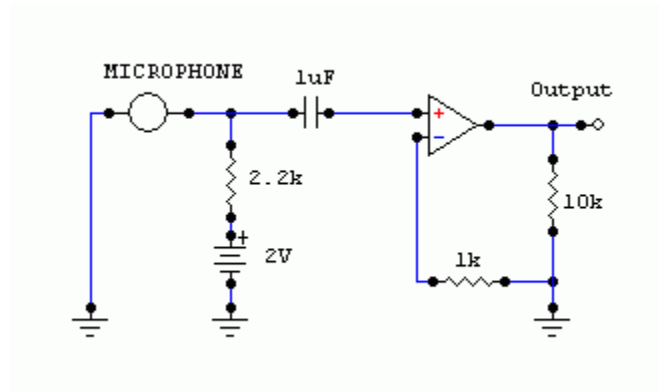 MICROPHONE
1uF
Output
+
-
2.2k
10k
+
2V
1k